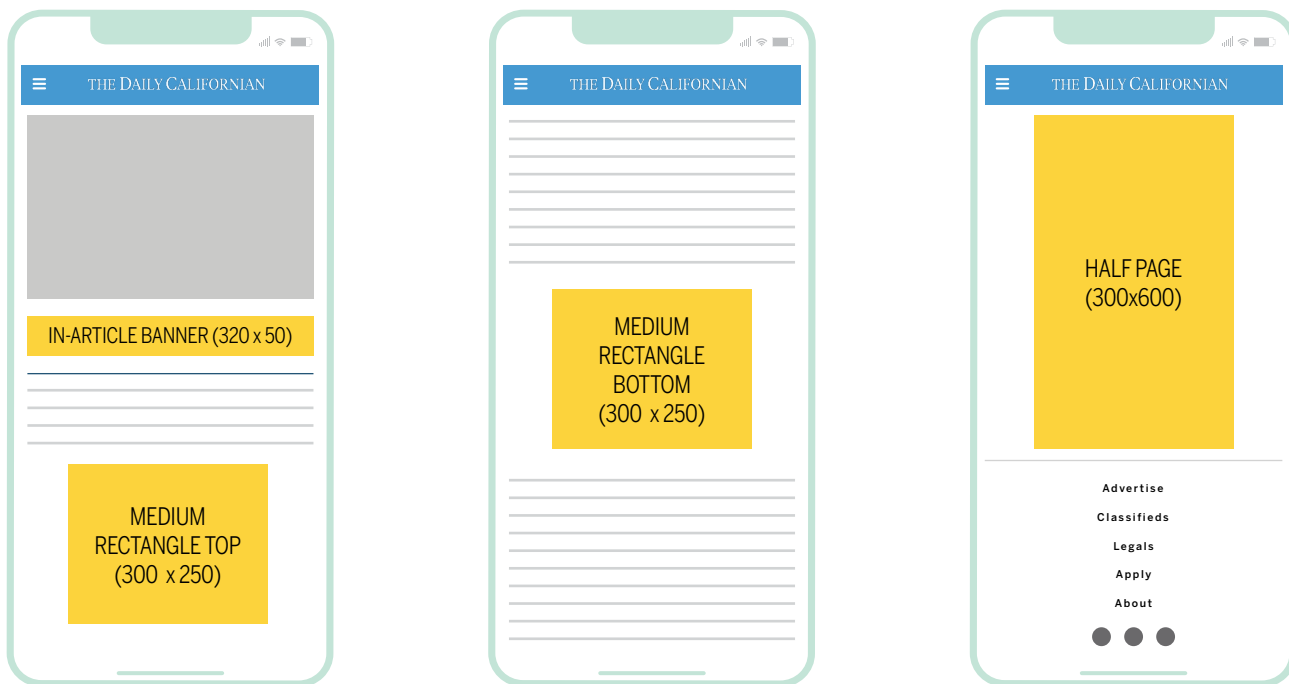 THE DAILY CALIFORNIAN
IN-ARTICLE BANNER (320 x 50)
MEDIUM
RECTANGLE TOP
(300 x 250)
THE DAILY CALIFORNIAN
MEDIUM
RECTANGLE
BOTTOM
(300 x 250)
THE DAILY CALIFORNIAN
HALF PAGE
(300x600)
Advertise
Classifieds
Legals
Apply
About